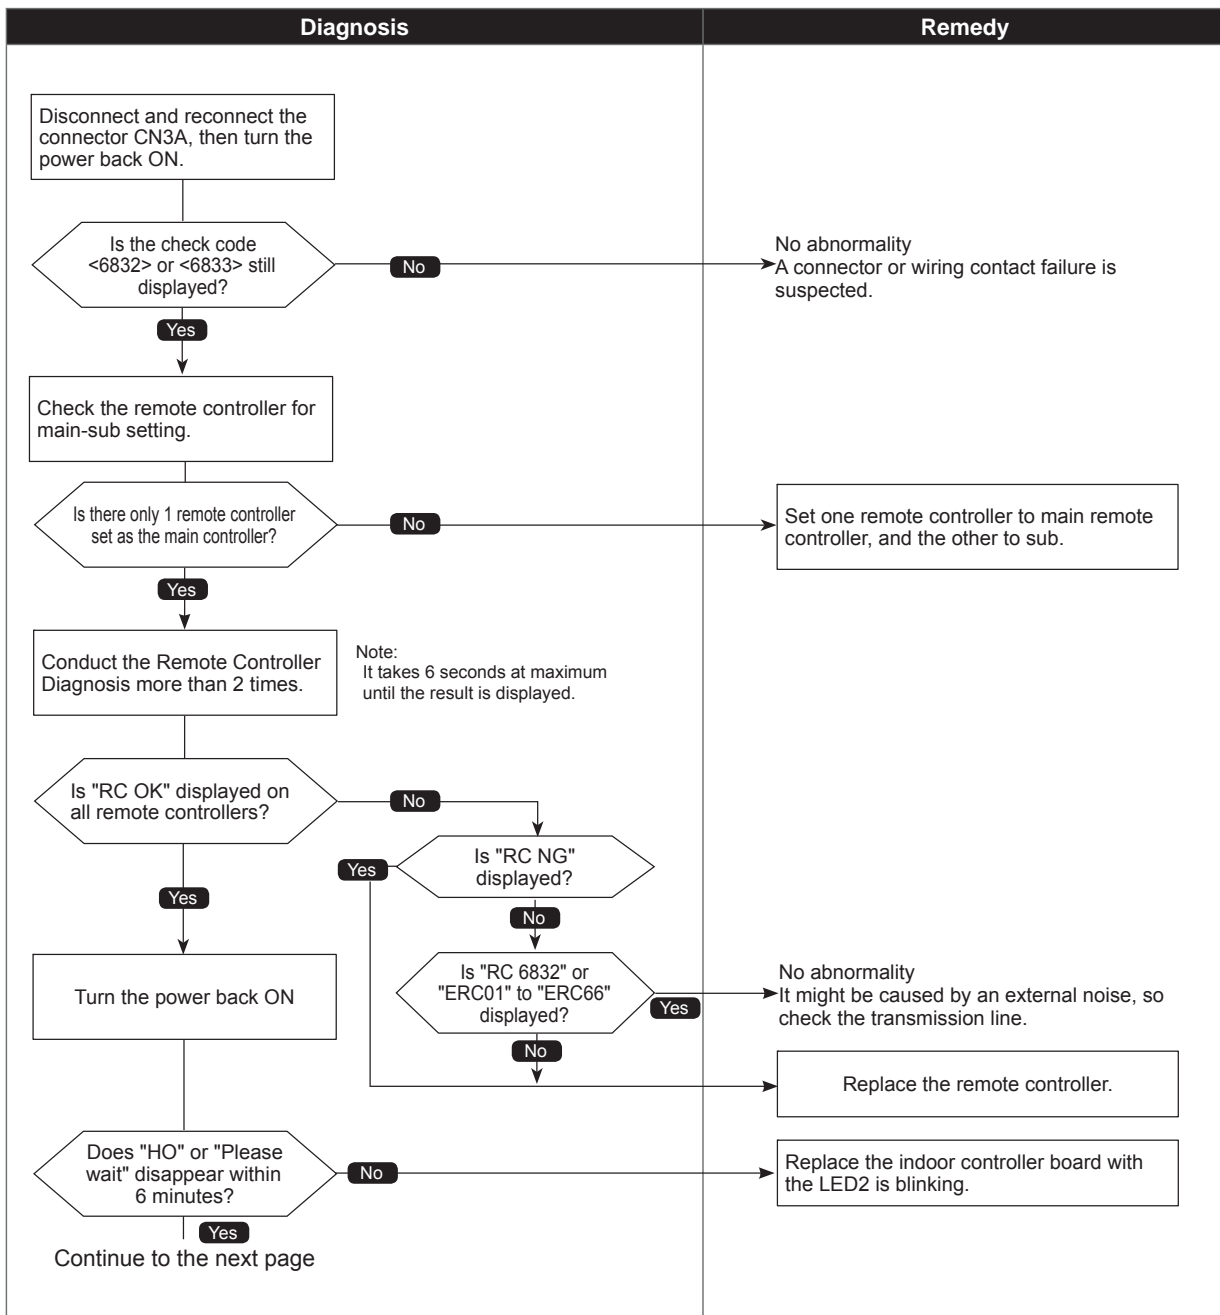 Diagnosis
Remedy
Disconnect and reconnect the
connector CN3A, then turn the
power back ON.
Is the check code
<6832> or <6833> still
displayed?
No
No abnormality
A connector or wiring contact failure is
suspected.
Yes
Check the remote controller for
main-sub setting.
Is there only 1 remote controller
set as the main controller?
No
Set one remote controller to main remote
controller, and the other to sub.
Yes
Conduct the Remote Controller
Diagnosis more than 2 times.
Note:
It takes 6 seconds at maximum
until the result is displayed.
Is "RC OK" displayed on
all remote controllers?
No
Is "RC NG"
displayed?
Yes
Yes
No
Is "RC 6832" or
"ERC01" to "ERC66"
displayed?
Yes
No abnormality
It might be caused by an external noise, so
check the transmission line.
No
Replace the remote controller.
Turn the power back ON
Does "HO" or "Please
wait" disappear within
6 minutes?
No
Replace the indoor controller board with
the LED2 is blinking.
Yes
Continue to the next page